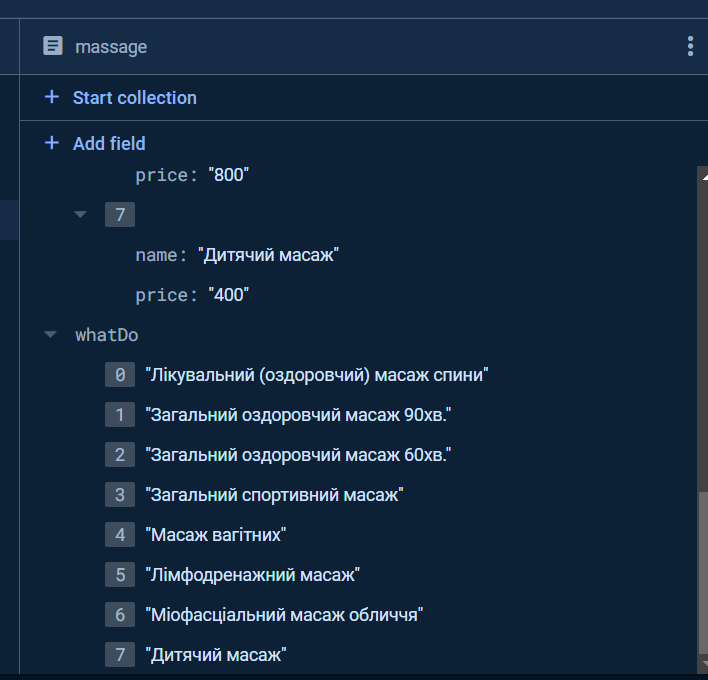 massage
Start collection
Add field
price: "800"
7
name: "Дитячий масаж"
price: "400"
whatDo
0 "Лікувальний (оздоровчий) масаж спини"
1 "Загальний оздоровчий масаж 90хв."
2 "Загальний оздоровчий масаж 60хв."
3 "Загальний спортивний масаж"
4 "Масаж вагітних"
5 "Лімфодренажний масаж"
6 "Міофасціальний масаж обличчя"
7 "Дитячий масаж"